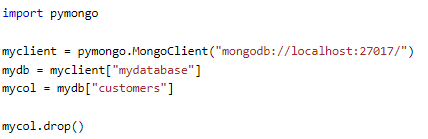 import pymongo
myclient = pymongo.MongoClient("mongodb://localhost:27017/")
mydb = myclient["mydatabase"]
mycol = mydb["customers"]
mycol.drop()